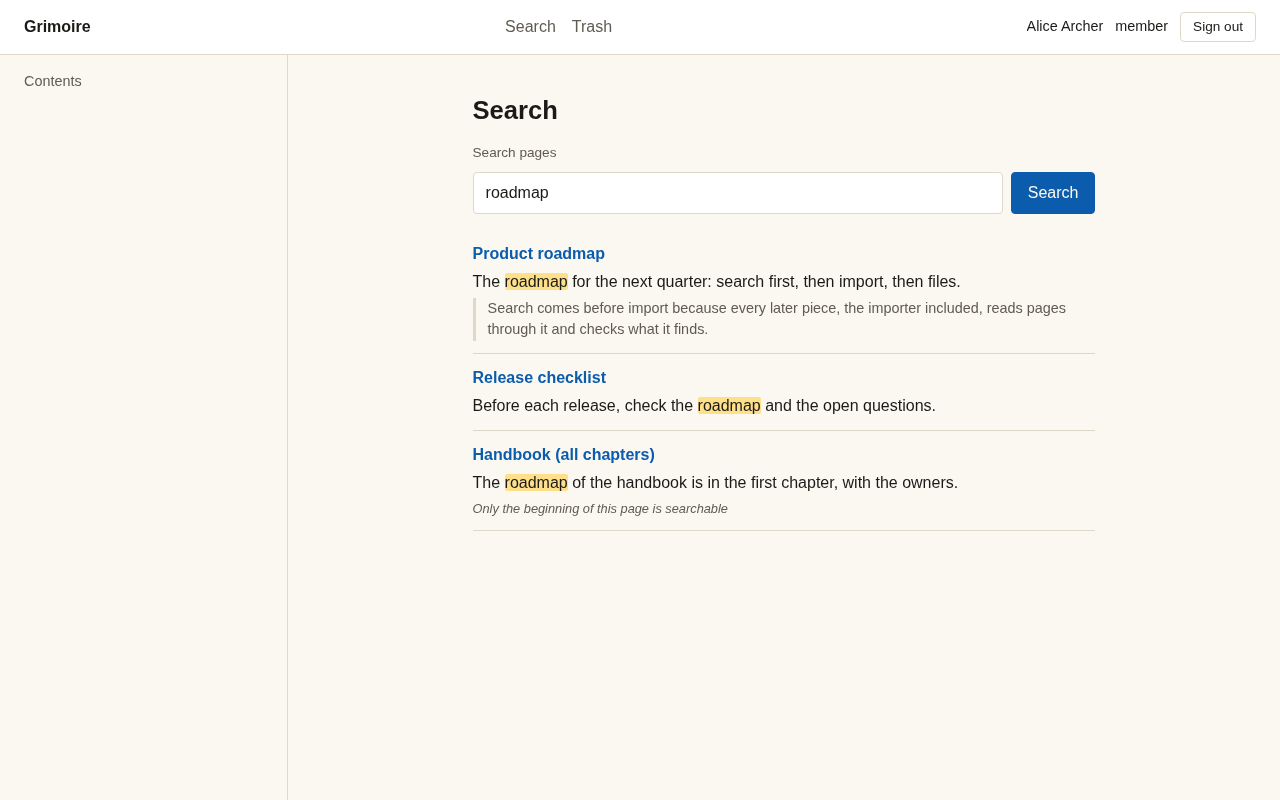 Grimoire
Search
Trash
Alice Archer
member
Sign out
Contents
Search
Search pages
roadmap
Search
Product roadmap
The roadmap for the next quarter: search first, then import, then files.
Search comes before import because every later piece, the importer included, reads pages
through it and checks what it finds.
Release checklist
Before each release, check the roadmap and the open questions.
Handbook (all chapters)
The roadmap of the handbook is in the first chapter, with the owners.
Only the beginning of this page is searchable